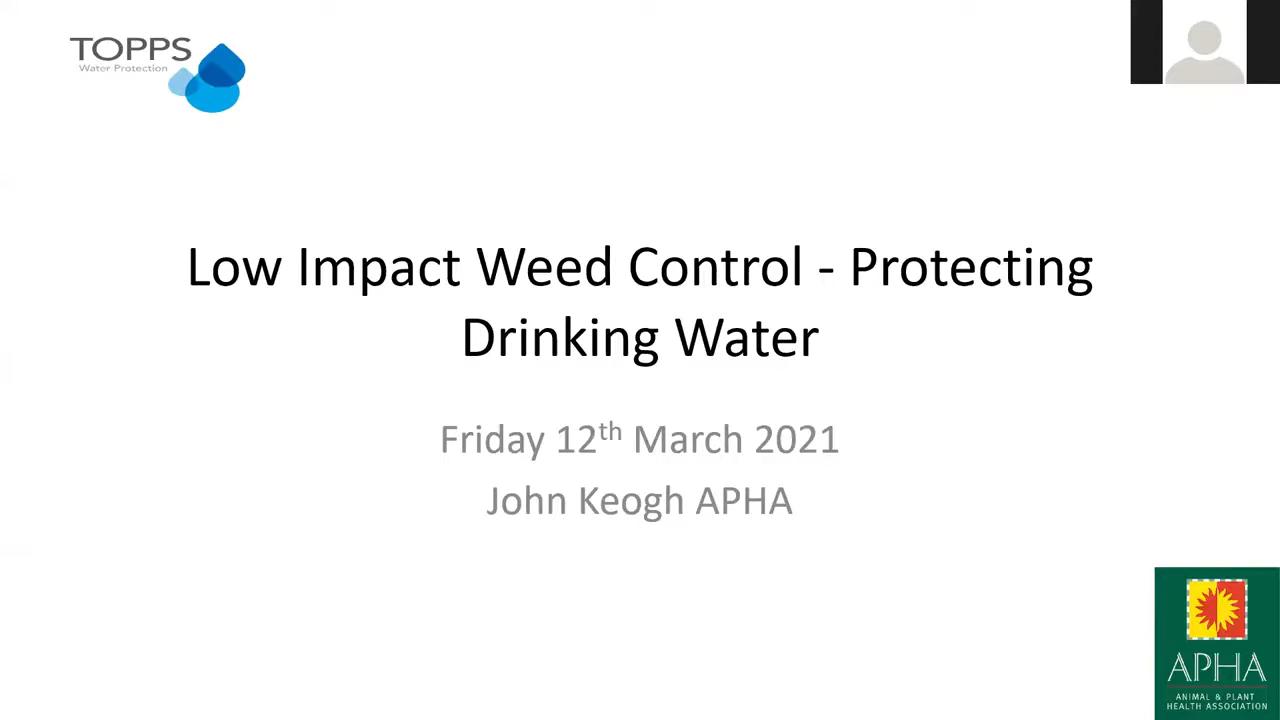 TOPPS
Water Protection
Low Impact Weed Control - Protecting
Drinking Water
Friday 12th March 2021
John Keogh APHA
APHA
ANIMAL & PLANT
HEALTH ASSOCIATION